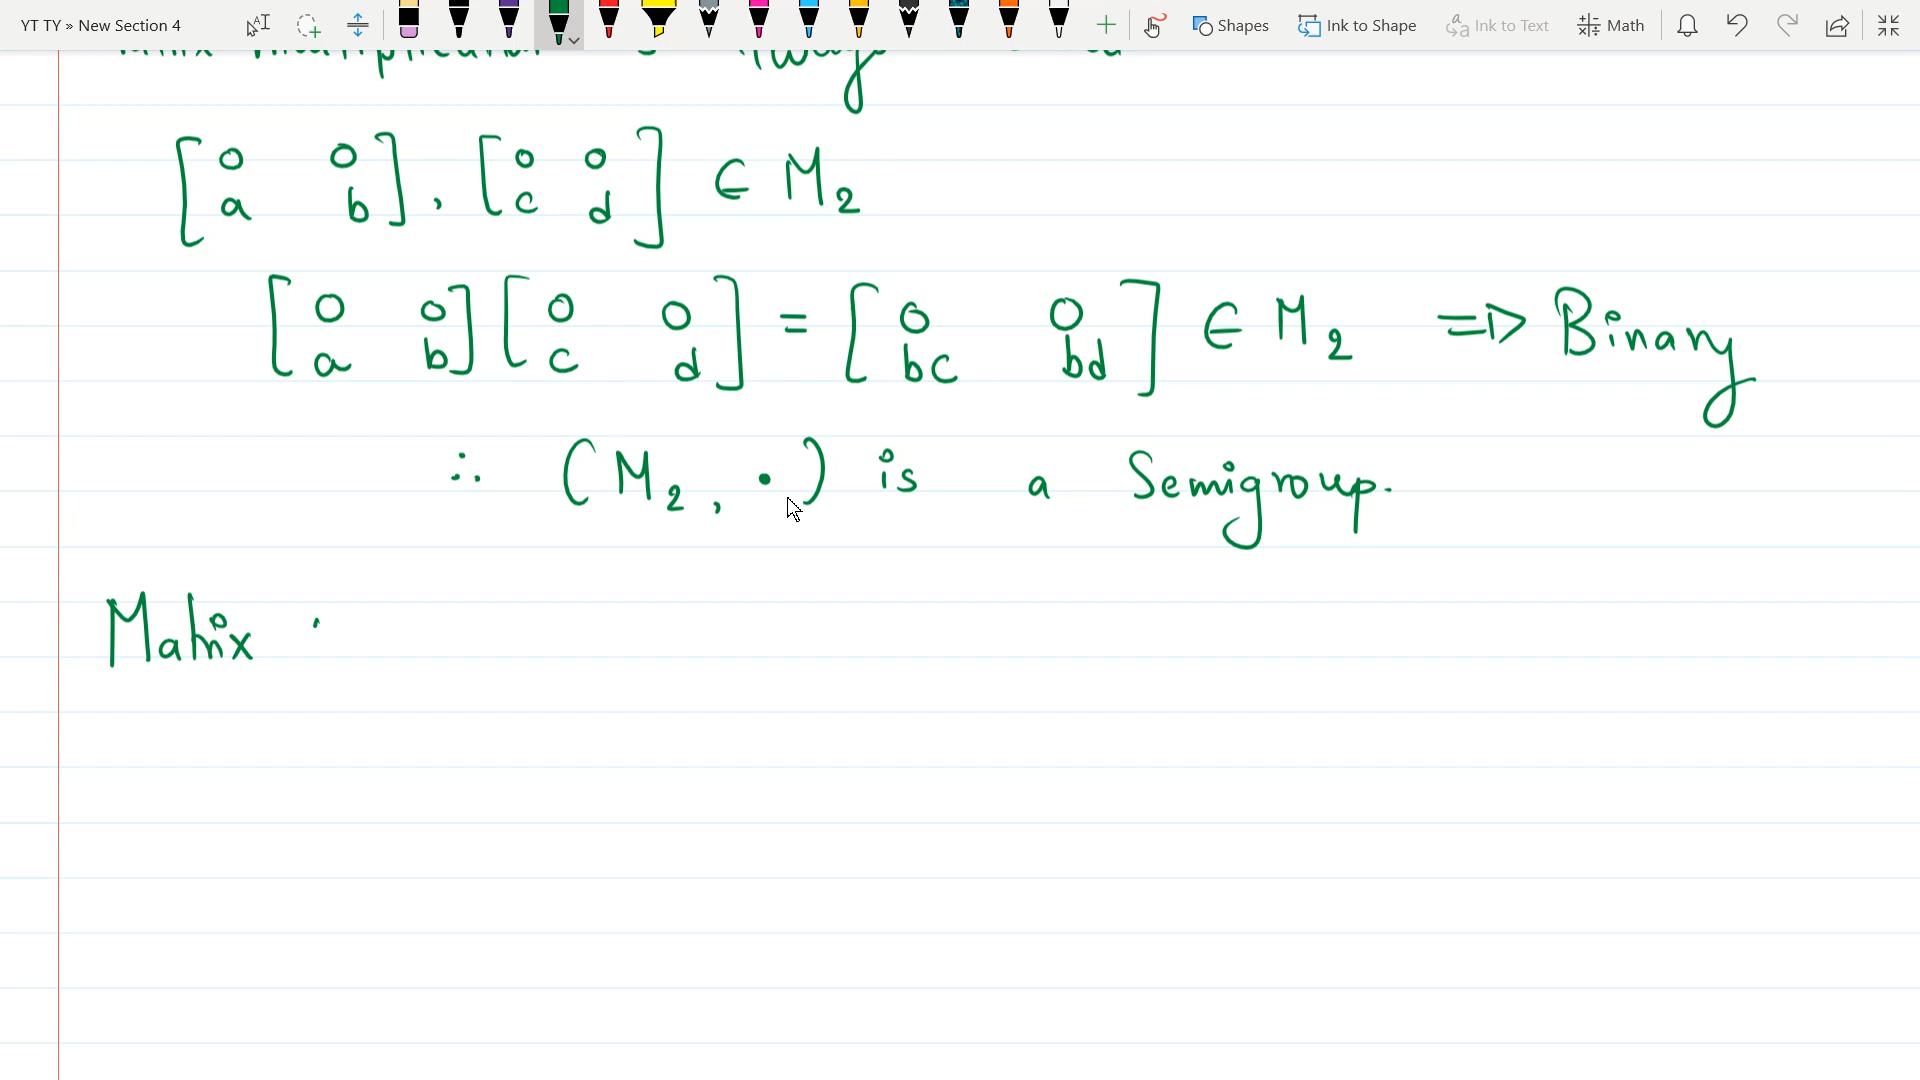 YT TY » New Section 4 Shapes Ink to Shape Ink to Text Math
[0 0
a b], [0 0
c d] ∈ M₂
[0 0
a b] [0 0
c d] = [0 0
bc bd] ∈ M₂ => Binary
∴ (M₂, •) is a Semigroup.
Matrix